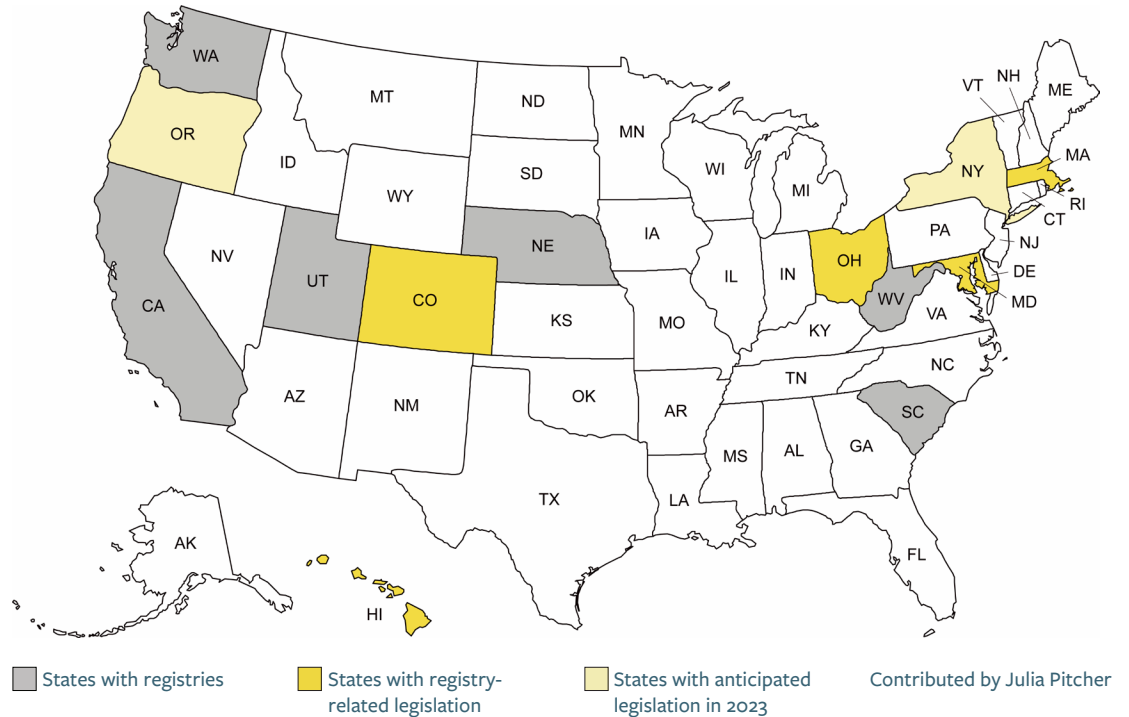 WA
MT
ND
MN
VT
NH
ME
OR
ID
SD
WI
MI
NY
MA
WY
RI
CT
IA
PA
NJ
NV
NE
OH
DE
UT
IL
IN
MD
CA
CO
WV
VA
KS
MO
KY
NC
TN
AZ
NM
OK
AR
SC
MS
AL
GA
TX
LA
AK
FL
HI
States with registries
States with registry-
related legislation
States with anticipated
legislation in 2023
Contributed by Julia Pitcher